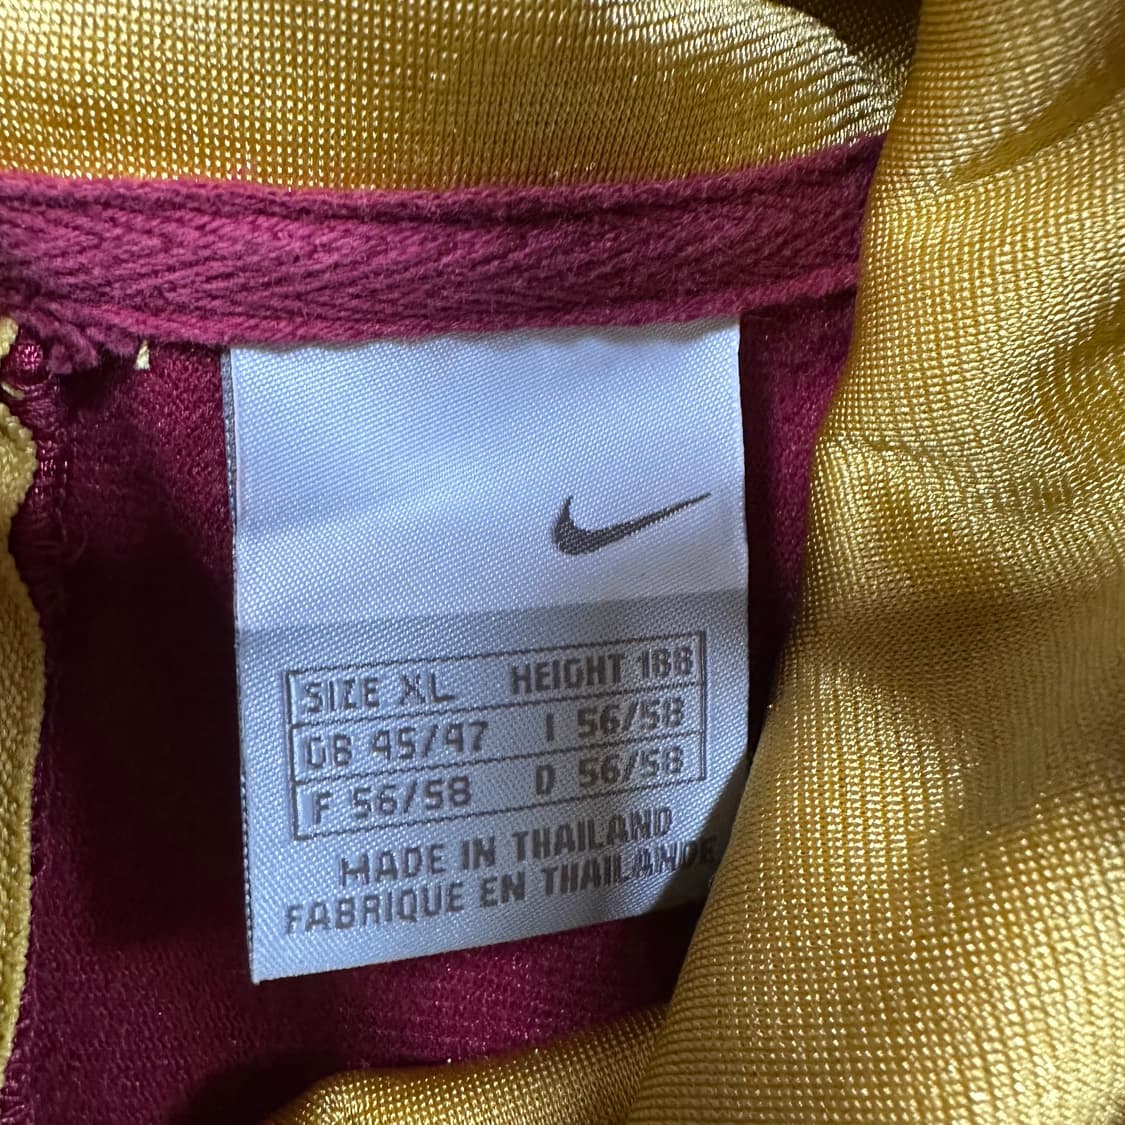 SIZE XL HEIGHT 188
GB 45/47 I 56/58
F 56/58 D 56/58
MADE IN THAILAND
FABRIQUE EN THAILANDE